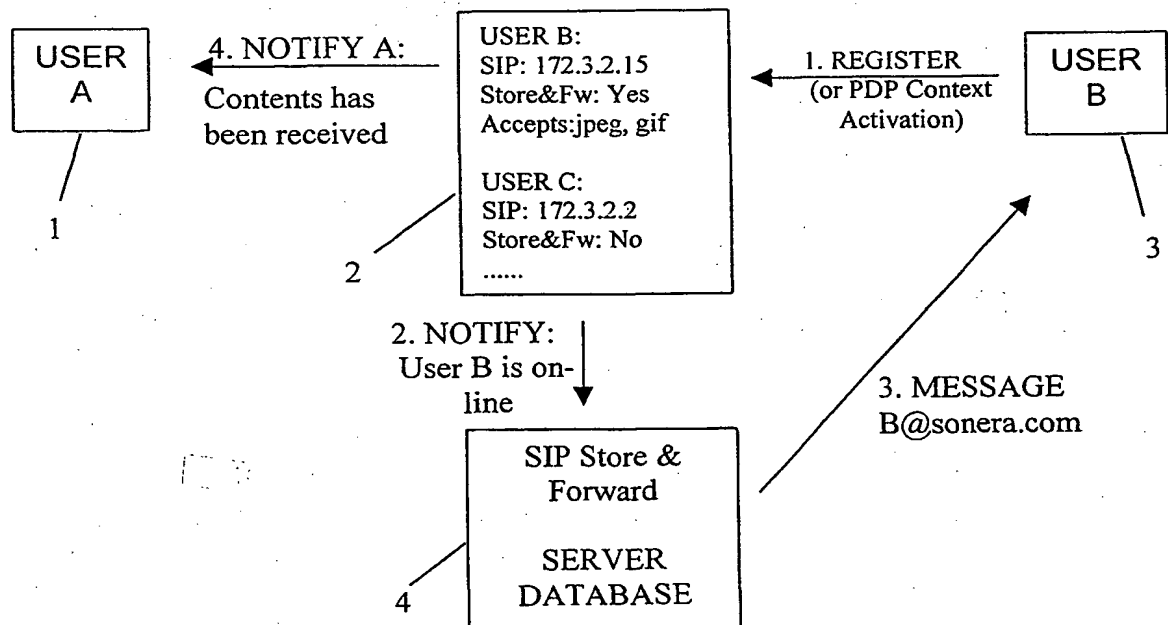 USER
A
1
4. NOTIFY A:
Contents has
been received
USER B:
SIP: 172.3.2.15
Store&Fw: Yes
Accepts:jpeg, gif
USER C:
SIP: 172.3.2.2
Store&Fw: No
......
2
1. REGISTER
(or PDP Context
Activation)
USER
B
3
2. NOTIFY:
User B is on-
line
3. MESSAGE
B@sonera.com
SIP Store &
Forward
SERVER
DATABASE
4